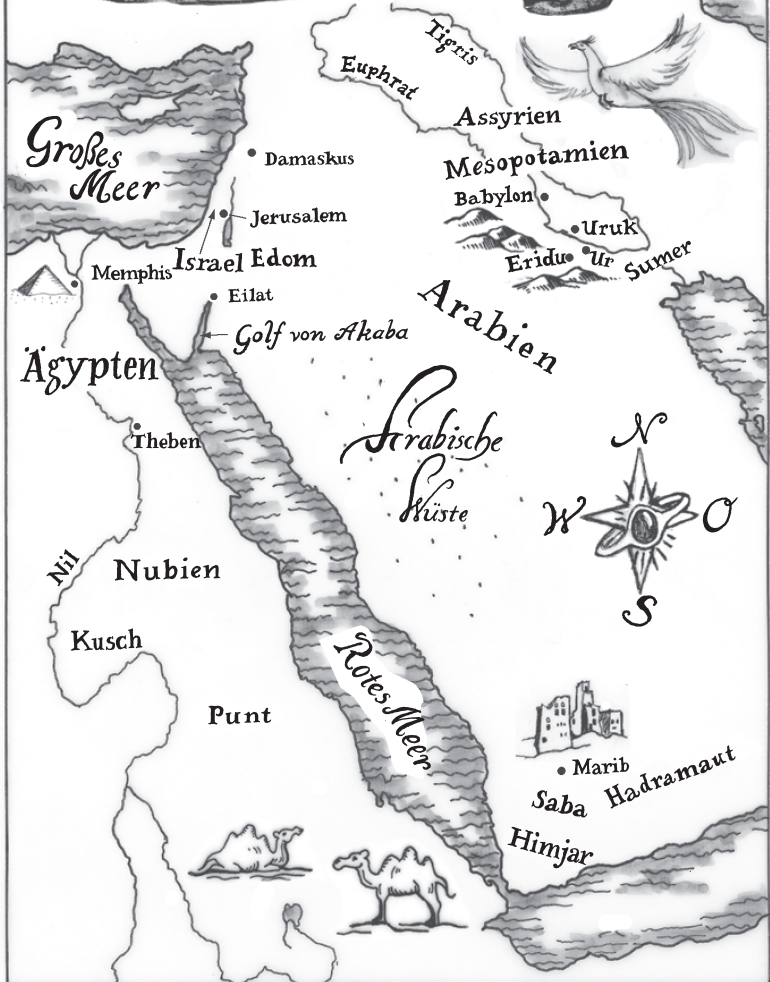 Tigris
Euphrat
Assyrien
Großes
Meer
Damaskus
Mesopotamien
Babylon
Jerusalem
Uruk
Israel
Edom
Eridu
Ur
Sumer
Memphis
Eilat
Arabien
Golf von Akaba
Ägypten
Arabische
Wüste
Theben
N
W
O
S
Nil
Nubien
Kusch
Rotes Meer
Punt
Marib
Saba
Hadramaut
Himjar